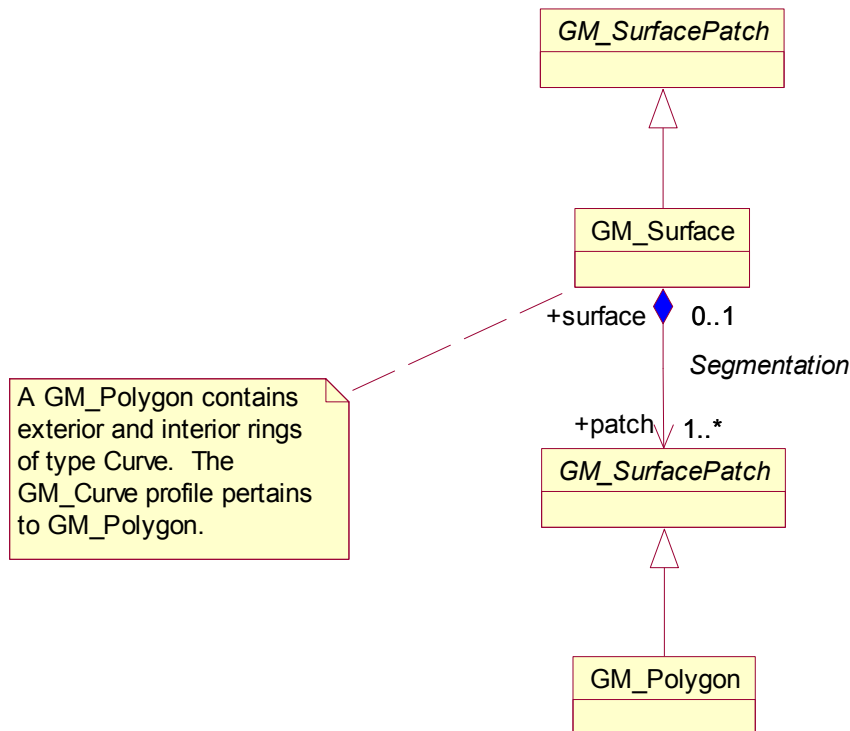 GM_SurfacePatch
GM_Surface
+surface 0..1
Segmentation
+patch 1..*
GM_SurfacePatch
A GM_Polygon contains
exterior and interior rings
of type Curve. The
GM_Curve profile pertains
to GM_Polygon.
GM_Polygon